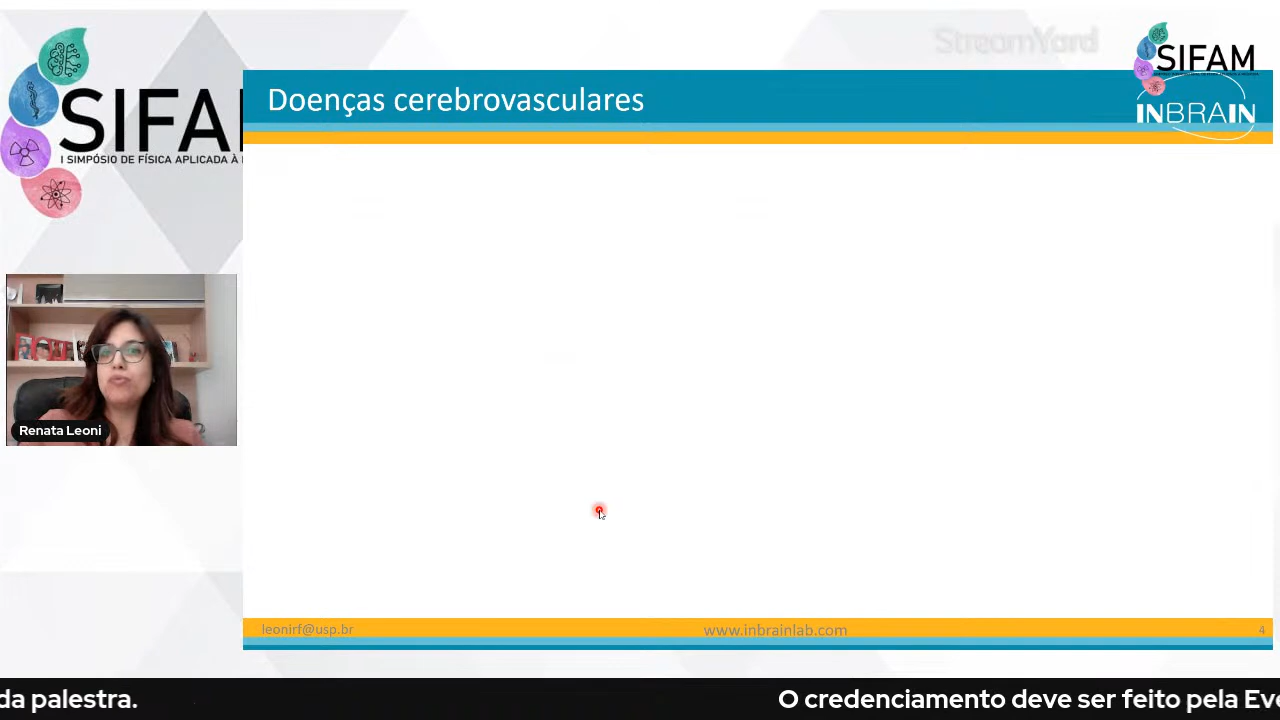 StreamYard
SIFAM
INBRAIN
Doenças cerebrovasculares
SIFA
I SIMPÓSIO DE FÍSICA APLICADA À
Renata Leoni
leonirf@usp.br
www.inbrainlab.com
4
da palestra.
O credenciamento deve ser feito pela Eve